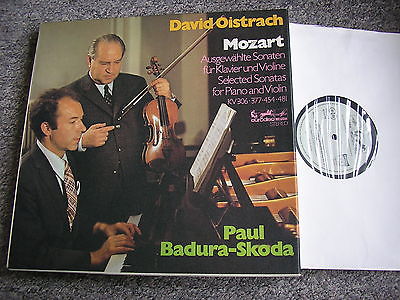 David Oistrach
Mozart
Ausgewählte Sonaten
für Klavier und Violine
Selected Sonatas
for Piano and Violin
KV 306·377·454·481
eurodisc
Paul
Badura-Skoda